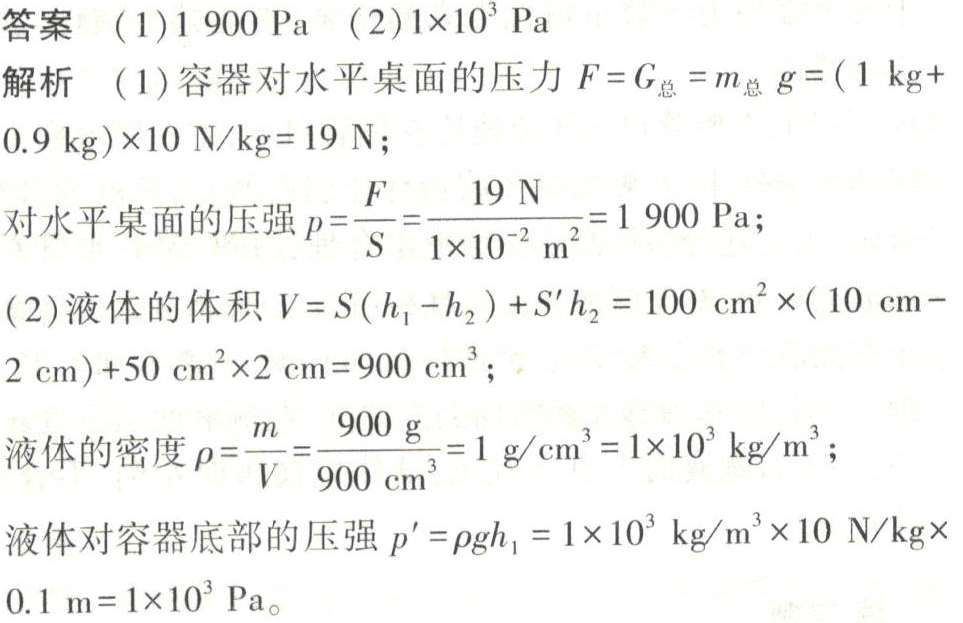 答案 (1)1 900 Pa (2)1×10³ Pa
解析 (1)容器对水平桌面的压力 F=G总=m总 g=(1 kg+
0.9 kg)×10 N/kg=19 N;
对水平桌面的压强 p=F/S=19 N/(1×10⁻² m²)=1 900 Pa;
(2)液体的体积 V=S(h₁-h₂)+S′h₂=100 cm²×(10 cm-
2 cm)+50 cm²×2 cm=900 cm³;
液体的密度 ρ=m/V=900 g/900 cm³=1 g/cm³=1×10³ kg/m³;
液体对容器底部的压强 p′=ρgh₁=1×10³ kg/m³×10 N/kg×
0.1 m=1×10³ Pa。